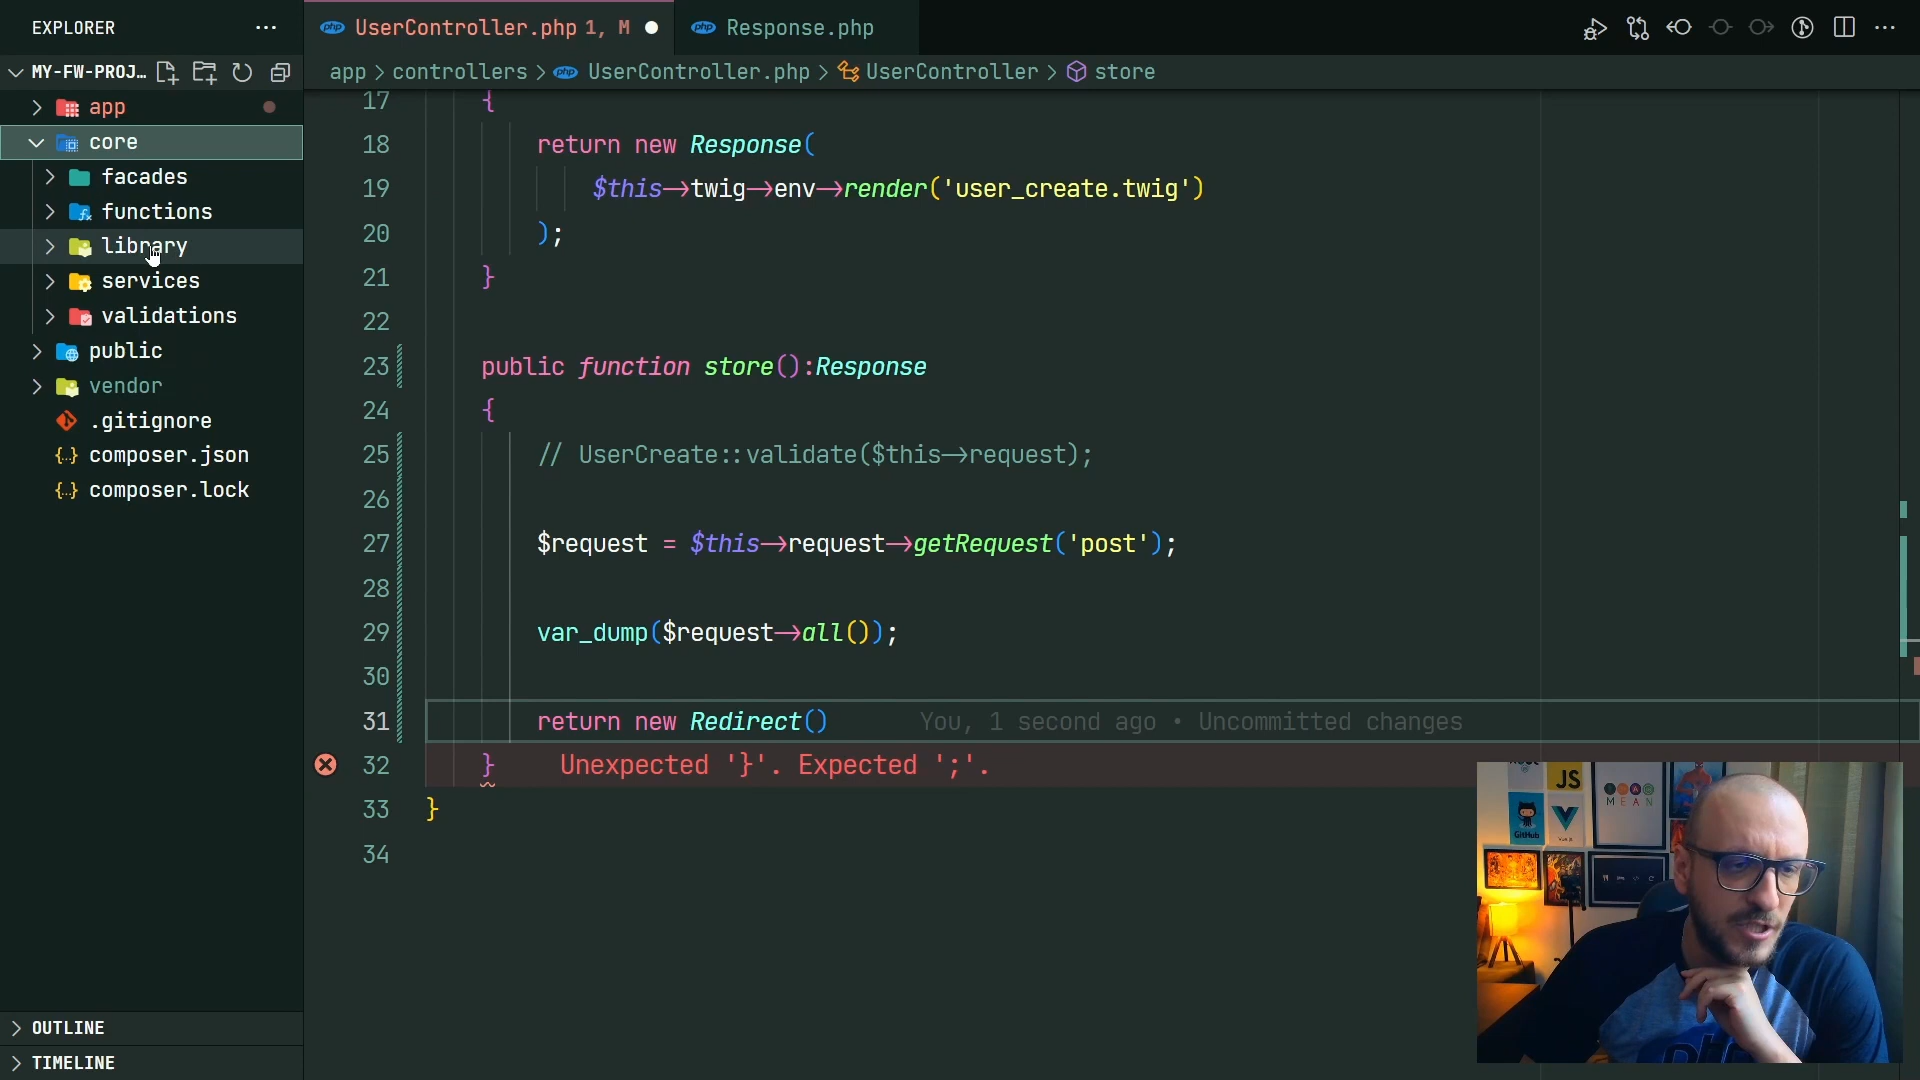 EXPLORER
MY-FW-PROJ...
app
core
facades
functions
library
services
validations
public
vendor
.gitignore
composer.json
composer.lock
OUTLINE
TIMELINE
UserController.php 1, M
Response.php
app > controllers > UserController.php > UserController > store
17 {
18 return new Response(
19 $this->twig->env->render('user_create.twig')
20 );
21 }
22
23 public function store():Response
24 {
25 // UserCreate::validate($this->request);
26
27 $request = $this->request->getRequest('post');
28
29 var_dump($request->all());
30
31 return new Redirect() You, 1 second ago • Uncommitted changes
32 } Unexpected '}'. Expected ';'.
33 }
34
JS
GitHub
MEAN
php